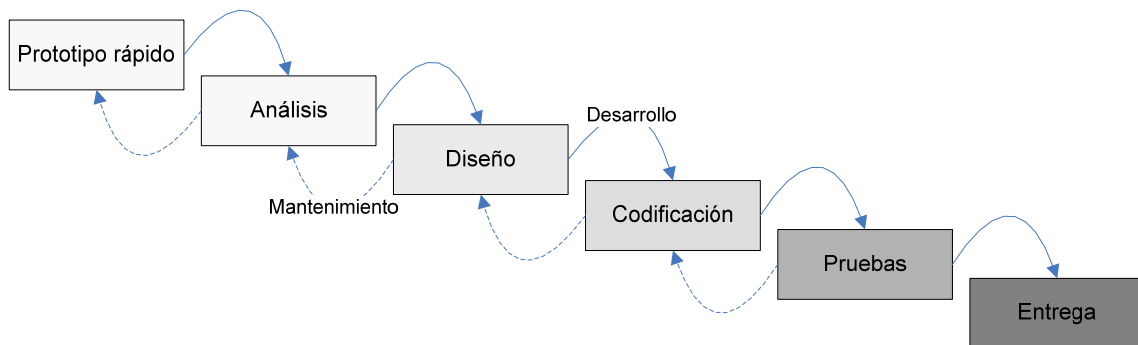 Prototipo rápido
Análisis
Desarrollo
Diseño
Mantenimiento
Codificación
Pruebas
Entrega